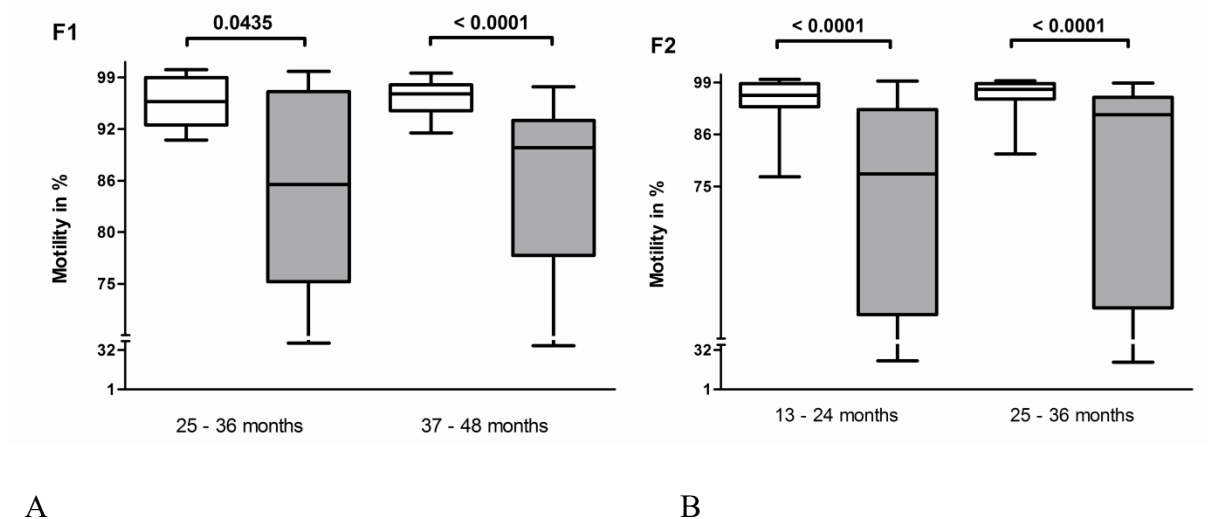 F1
0.0435
< 0.0001
Motility in %
99
92
86
80
75
32
1
25 - 36 months
37 - 48 months
F2
< 0.0001
< 0.0001
Motility in %
99
86
75
32
1
13 - 24 months
25 - 36 months
A
B